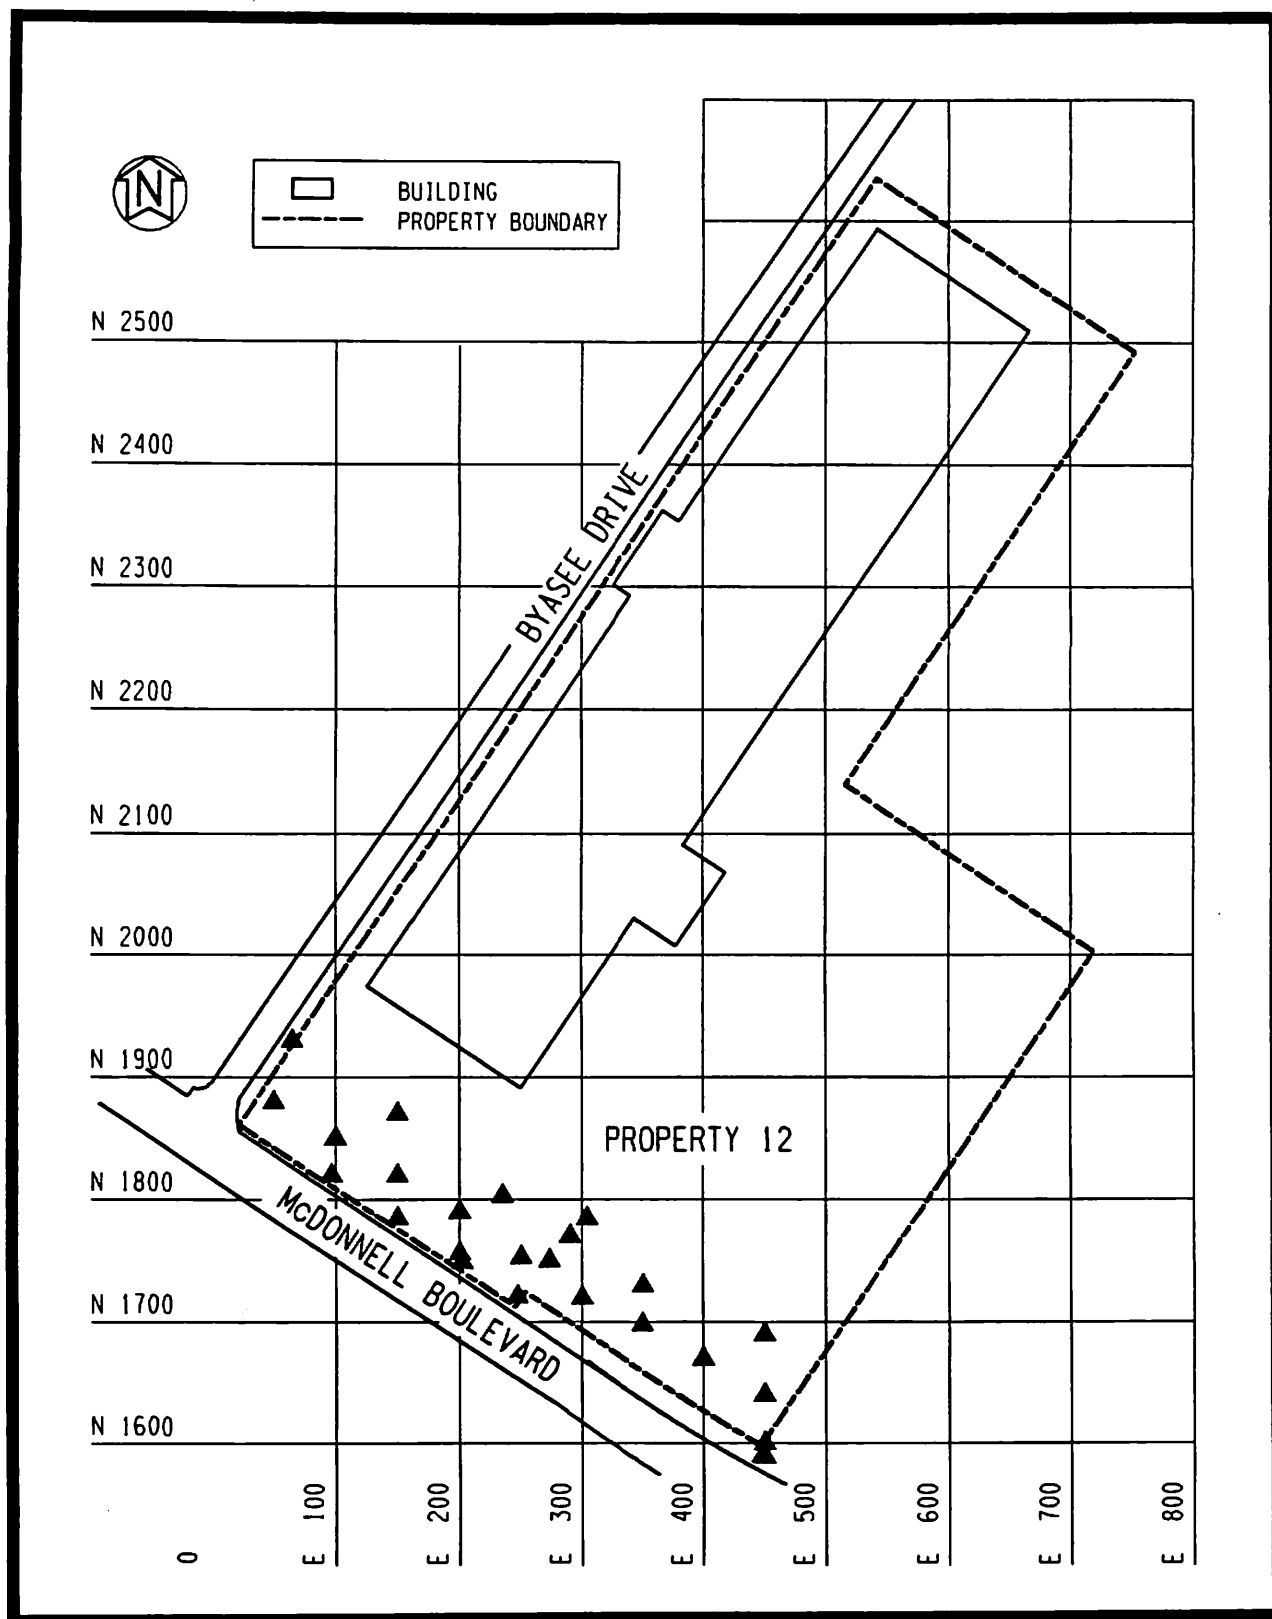 N
BUILDING
PROPERTY BOUNDARY
N 2500
N 2400
BYASEE DRIVE
N 2300
N 2200
N 2100
N 2000
N 1900
PROPERTY 12
N 1800
McDONNELL BOULEVARD
N 1700
N 1600
0
E 100
E 200
E 300
E 400
E 500
E 600
E 700
E 800